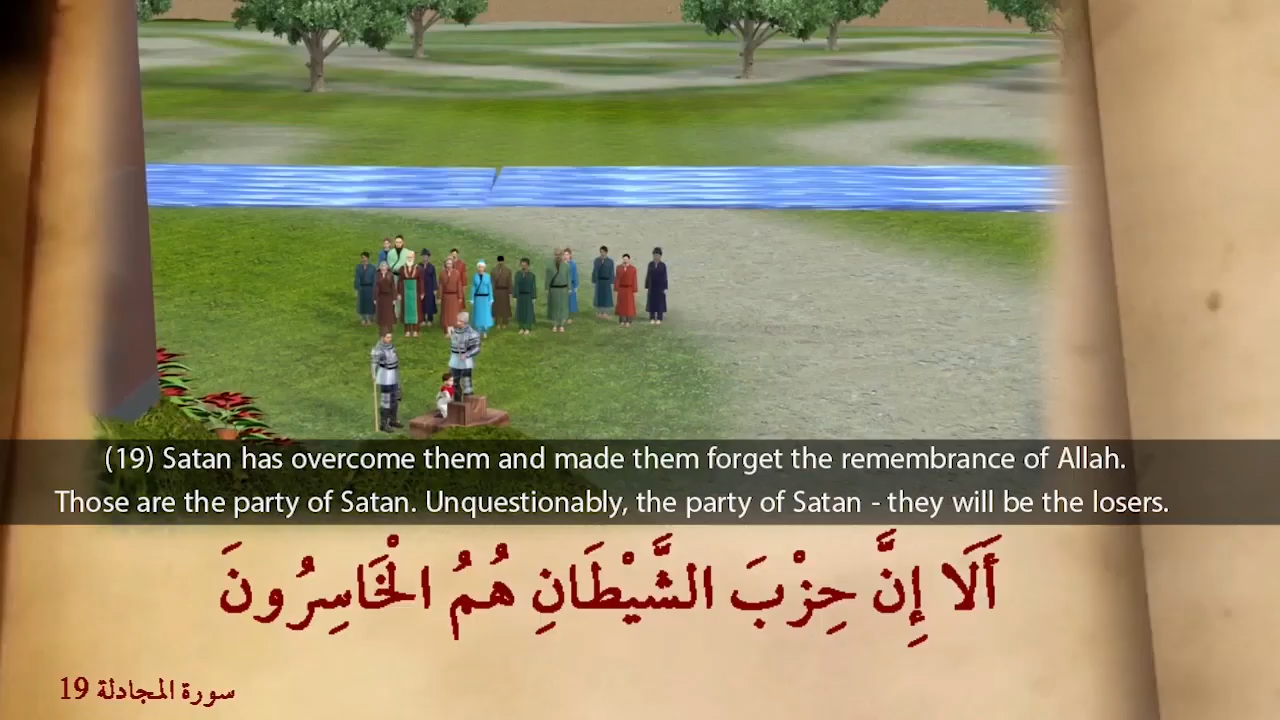 (19) Satan has overcome them and made them forget the remembrance of Allah.
Those are the party of Satan. Unquestionably, the party of Satan - they will be the losers.
أَلَا إِنَّ حِزْبَ الشَّيْطَانِ هُمُ الْخَاسِرُونَ
سورة المجادلة 19